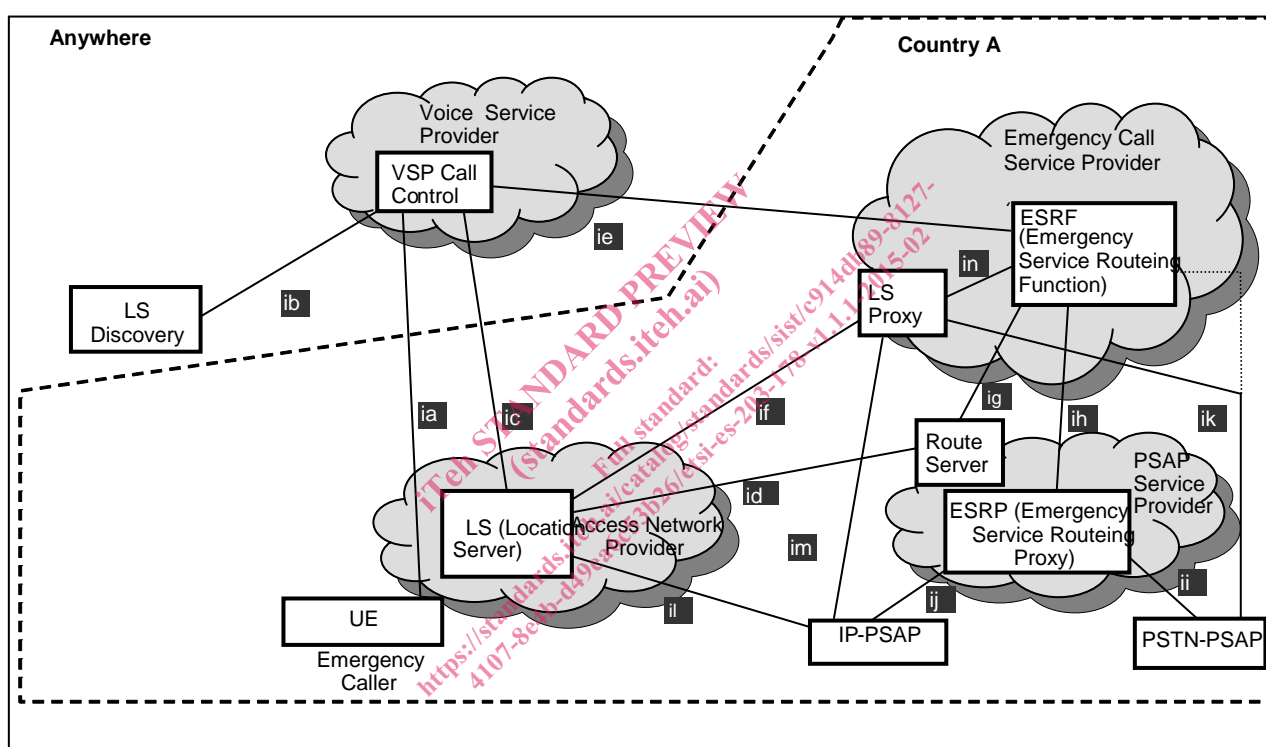 Anywhere
Country A
Voice Service
Provider
VSP Call
Control
Emergency Call
Service Provider
ESRF
(Emergency
Service Routeing
Function)
ie
in
LS
Proxy
LS
Discovery
ib
ia
ic
if
ig
ih
ik
Route
Server
PSAP
Service
Provider
id
LS (Location
Server)
Access Network
Provider
ESRP (Emergency
Service Routeing
Proxy)
im
il
ij
ii
UE
Emergency
Caller
IP-PSAP
PSTN-PSAP
iTeh STANDARD PREVIEW
(standards.iteh.ai)
Full standard: